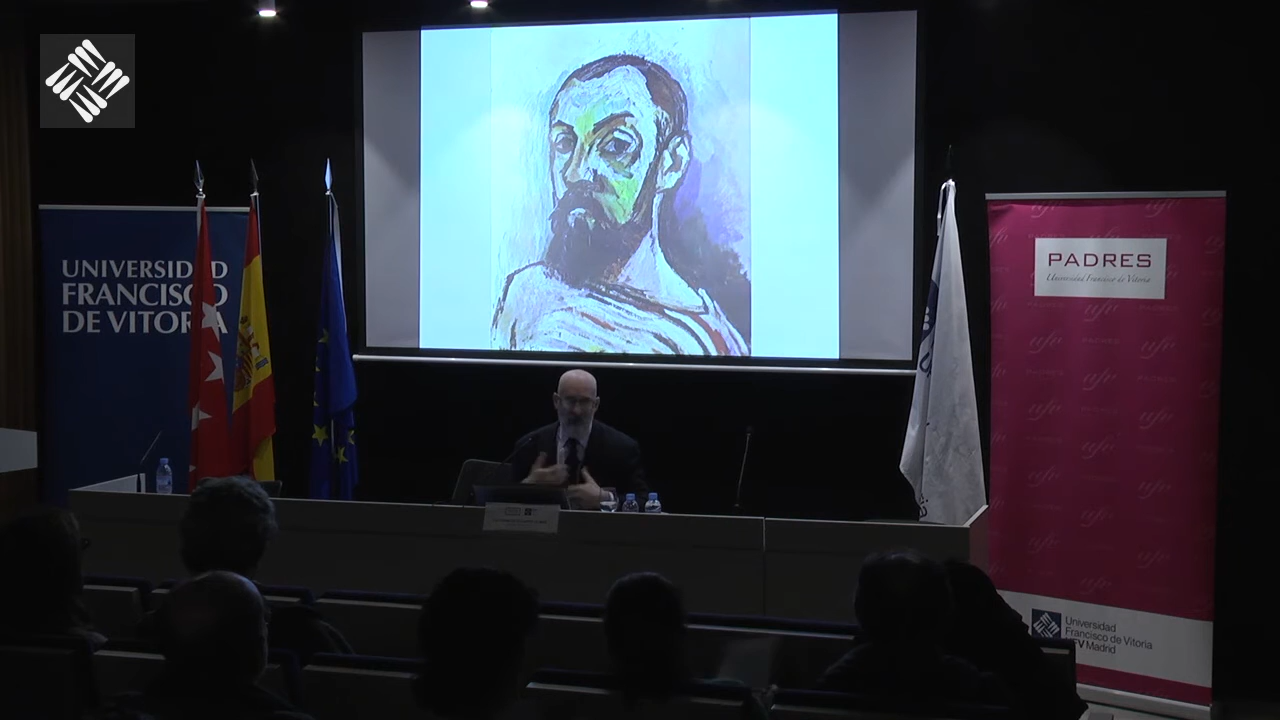 UNIVERSIDAD
FRANCISCO
DE VITORIA
PADRES
Universidad Francisco de Vitoria
Universidad
Francisco de Vitoria
UFV Madrid